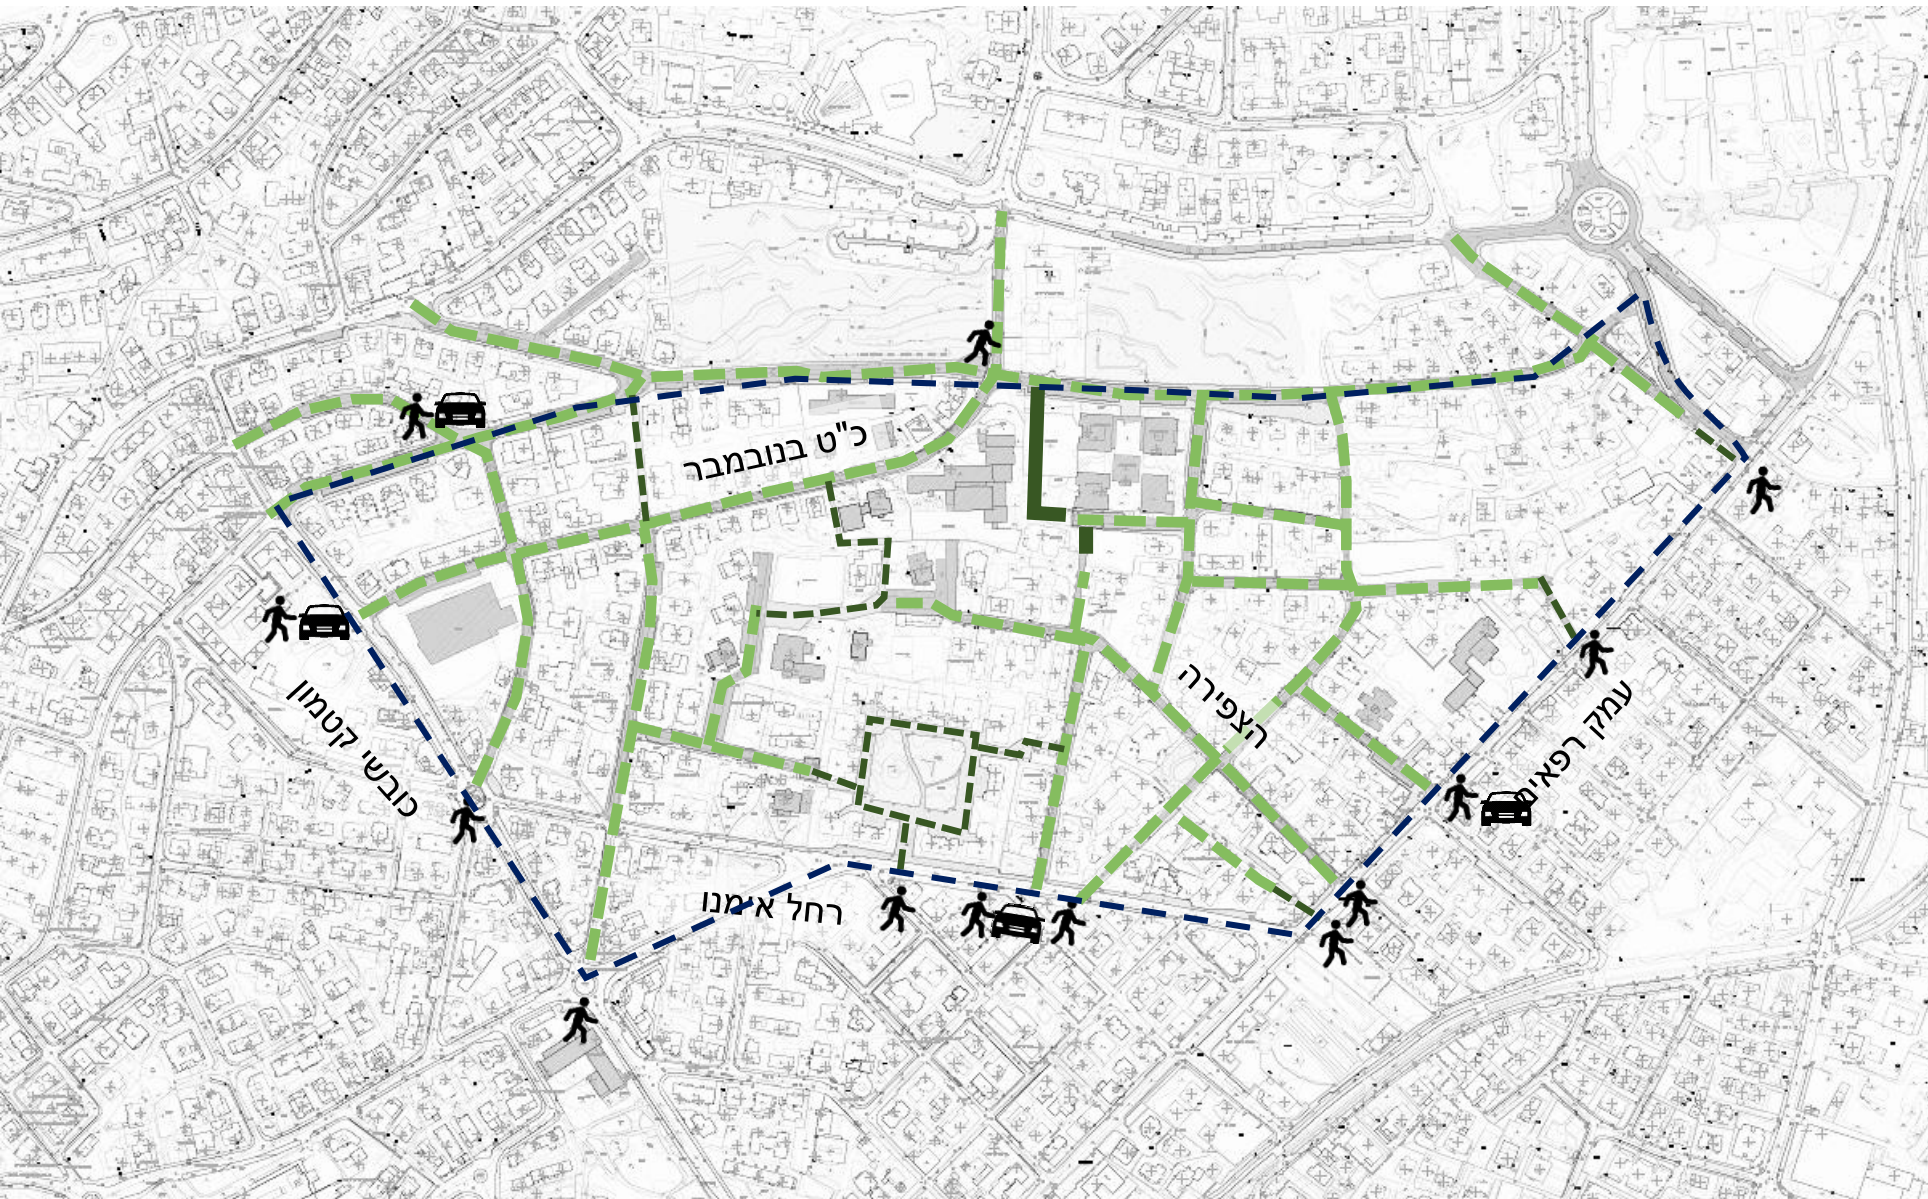 כ"ט בנובמבר
הצפירה
עמק רפאים
כובשי קטמון
רחל אימנו